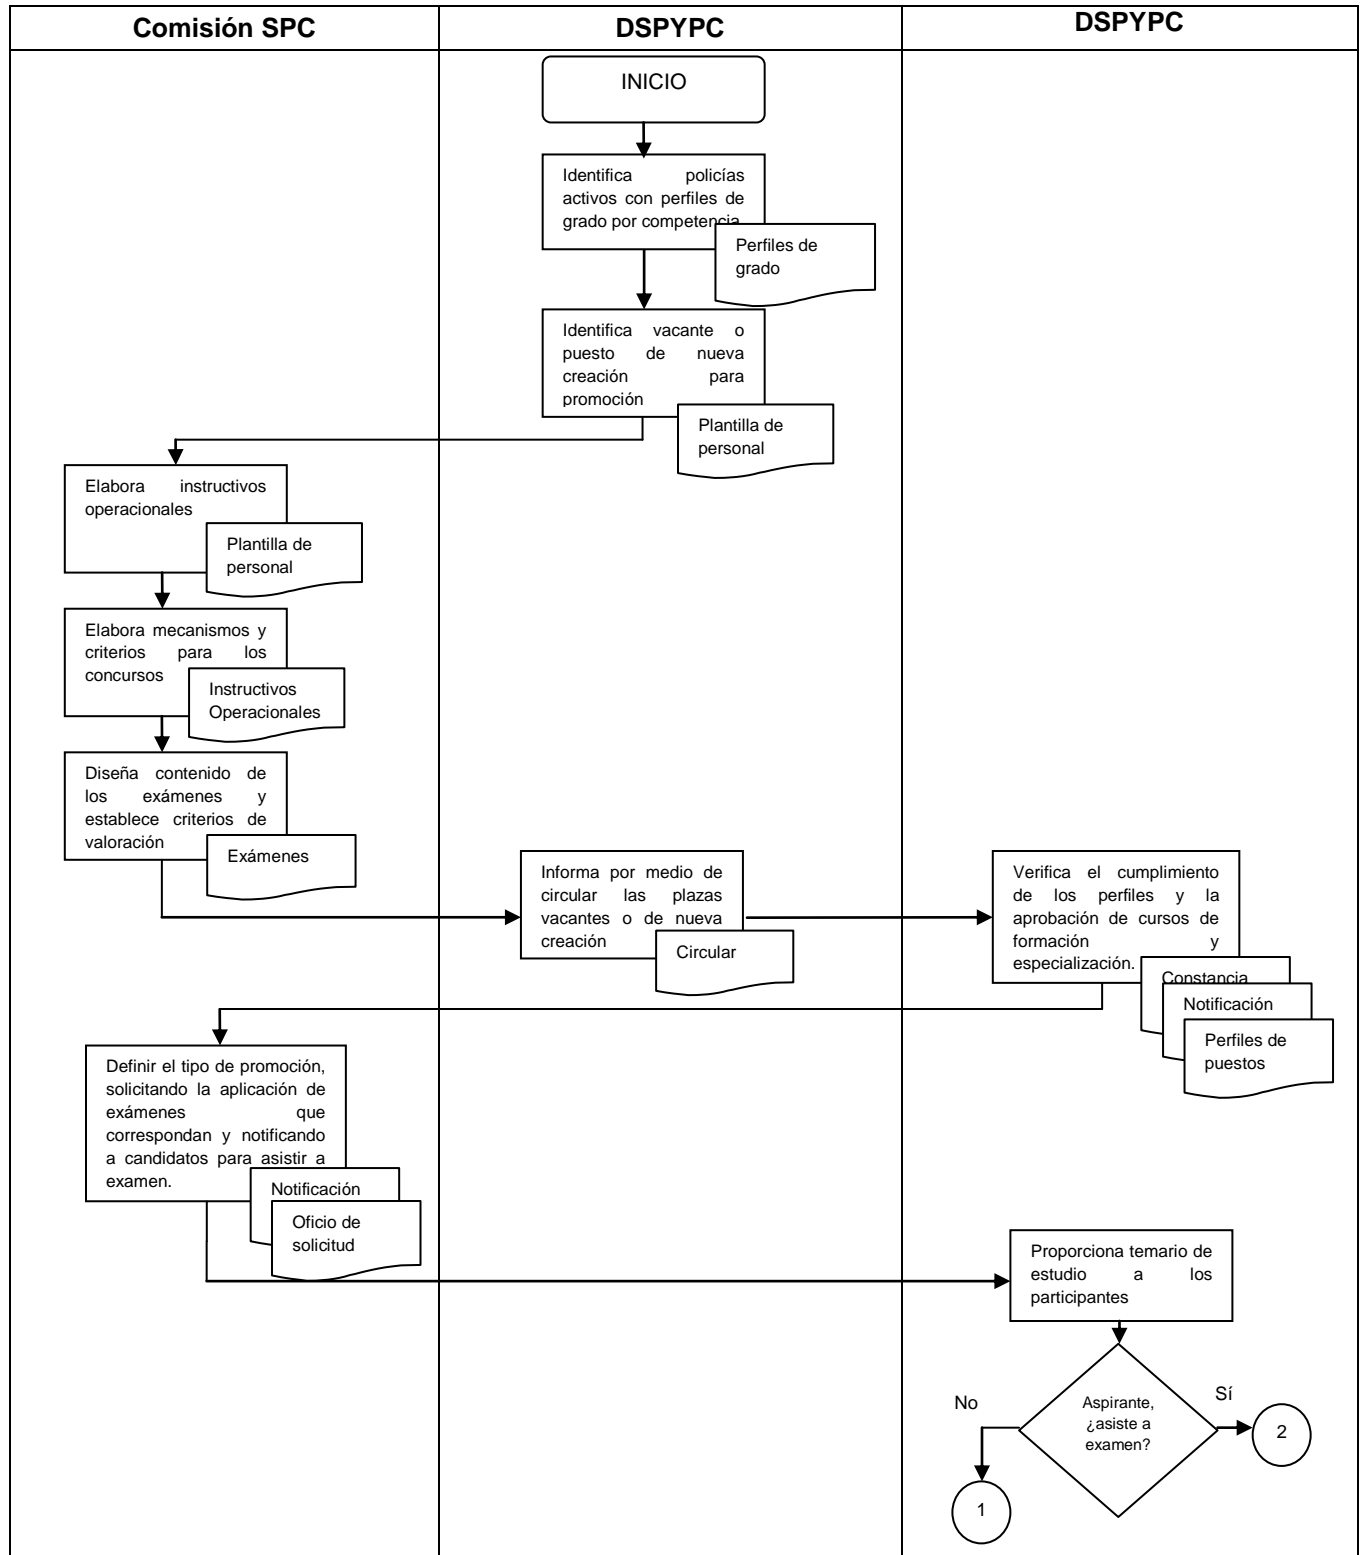 Comisión SPC
DSPYPC
DSPYPC
INICIO
Identifica policías
activos con perfiles de
grado por competencia
Perfiles de
grado
Identifica vacante o
puesto de nueva
creación para
promoción
Plantilla de
personal
Elabora instructivos
operacionales
Plantilla de
personal
Elabora mecanismos y
criterios para los
concursos
Instructivos
Operacionales
Diseña contenido de
los exámenes y
establece criterios de
valoración
Exámenes
Informa por medio de
circular las plazas
vacantes o de nueva
creación
Circular
Verifica el cumplimiento
de los perfiles y la
aprobación de cursos de
formación y
especialización.
Constancia
Notificación
Perfiles de
puestos
Definir el tipo de promoción,
solicitando la aplicación de
exámenes que
correspondan y notificando
a candidatos para asistir a
examen.
Notificación
Oficio de
solicitud
Proporciona temario de
estudio a los
participantes
Aspirante,
¿asiste a
examen?
No
Sí
1
2